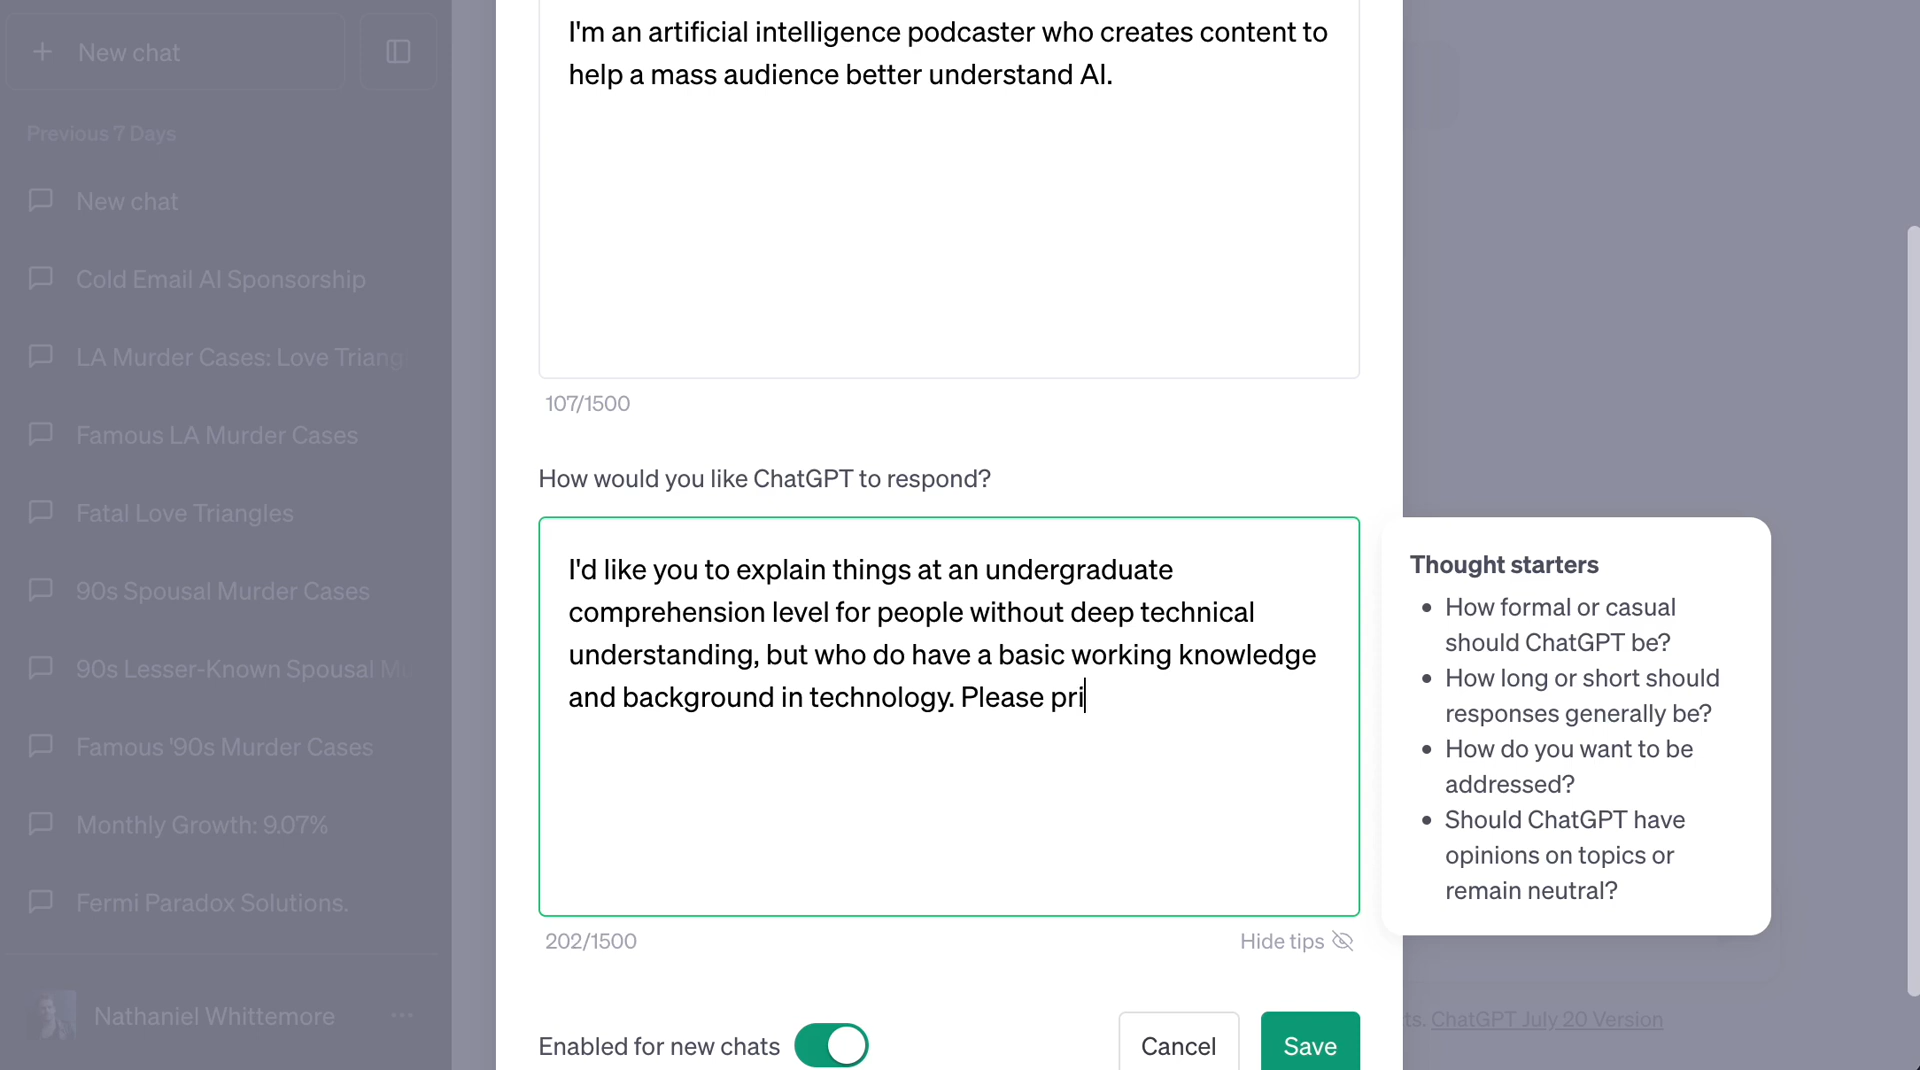 New chat
Previous 7 Days
New chat
Cold Email AI Sponsorship
LA Murder Cases: Love Triang
Famous LA Murder Cases
Fatal Love Triangles
90s Spousal Murder Cases
90s Lesser-Known Spousal Mu
Famous '90s Murder Cases
Monthly Growth: 9.07%
Fermi Paradox Solutions.
Nathaniel Whittemore
I'm an artificial intelligence podcaster who creates content to
help a mass audience better understand AI.
107/1500
How would you like ChatGPT to respond?
I'd like you to explain things at an undergraduate
comprehension level for people without deep technical
understanding, but who do have a basic working knowledge
and background in technology. Please pri
202/1500
Hide tips
Enabled for new chats
Cancel
Save
Thought starters
• How formal or casual
should ChatGPT be?
• How long or short should
responses generally be?
• How do you want to be
addressed?
• Should ChatGPT have
opinions on topics or
remain neutral?
ts. ChatGPT July 20 Version